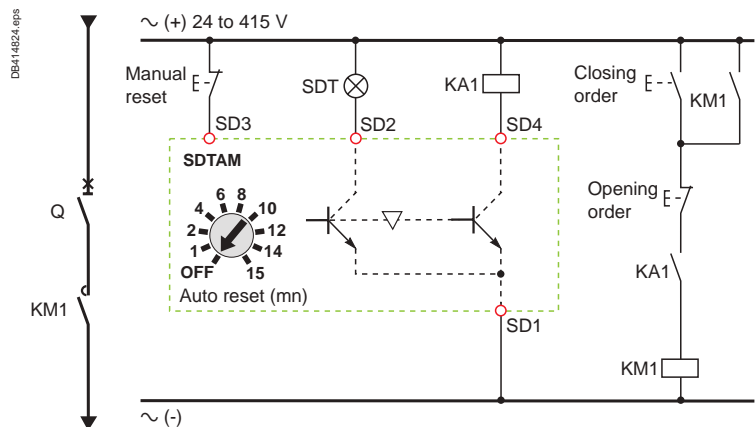 DB414824.eps
∼ (+) 24 to 415 V
Manual
reset
SDT
KA1
Closing
order
KM1
SD3
SD2
SD4
SDTAM
Q
KM1
OFF
1
2
4
6
8
10
12
14
15
Auto reset (mn)
SD1
Opening
order
KA1
KM1
∼ (-)